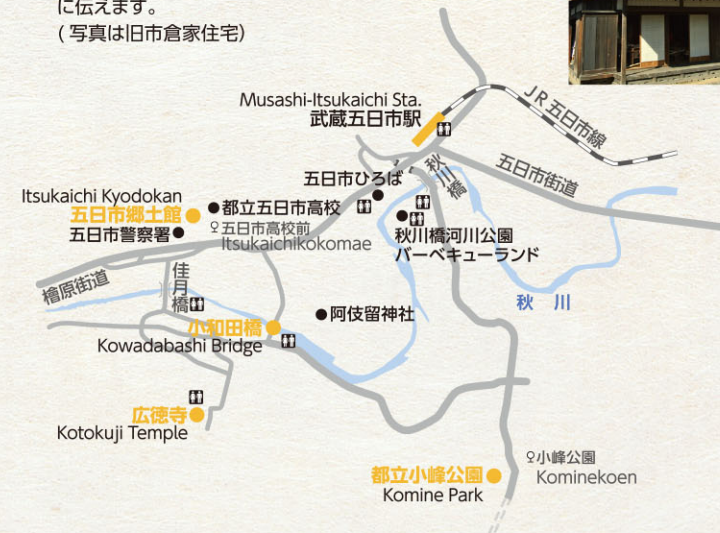 に伝えます。
(写真は旧市倉家住宅)
Musashi-Itsukaichi Sta.
武蔵五日市駅
JR五日市線
秋川橋
五日市街道
五日市ひろば
Itsukaichi Kyodokan
五日市郷土館
都立五日市高校
五日市警察署
五日市高校前
Itsukaichikokomae
秋川橋河川公園
バーベキューランド
檜原街道
佳月橋
秋川
阿伎留神社
小和田橋
Kowadabashi Bridge
広徳寺
Kotokuji Temple
小峰公園
Kominekoen
都立小峰公園
Komine Park